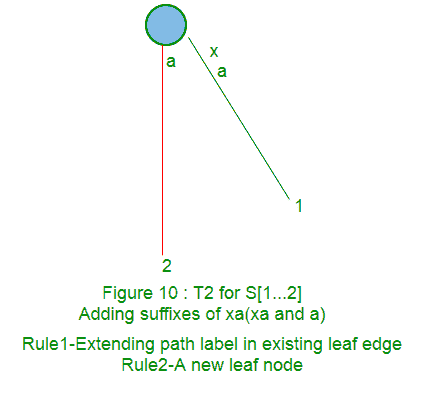 a
x
a
1
2
Figure 10 : T2 for S[1...2]
Adding suffixes of xa(xa and a)
Rule1-Extending path label in existing leaf edge
Rule2-A new leaf node